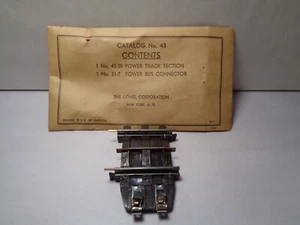 CATALOG No. 43
CONTENTS
1 No. 43-25 POWER TRACK SECTION
1 No. 31-7 POWER BUS CONNECTOR
THE LIONEL CORPORATION
NEW YORK, N. Y.